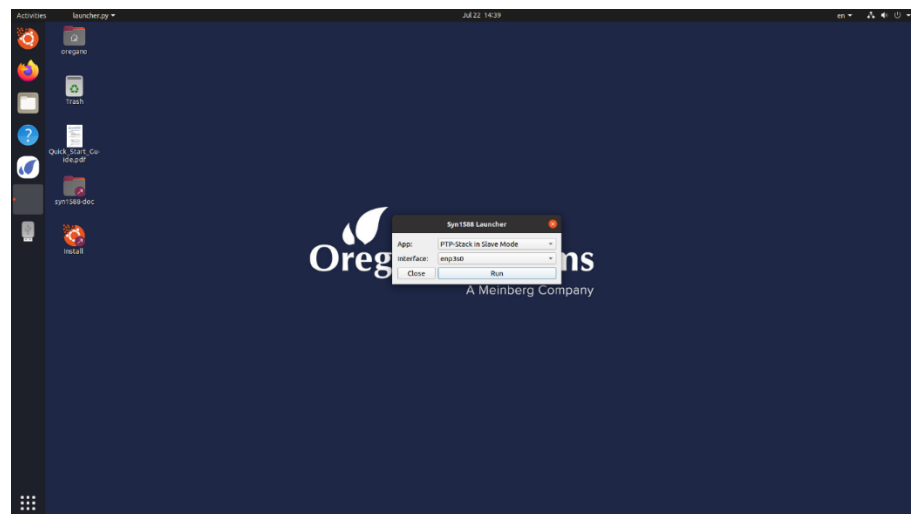 Activities
launcher.py
Jul 22 14:39
en
oregano
Trash
Quick_Start_Gu-
ide.pdf
syn1588-doc
Install
Syn1588 Launcher
App: PTP-Stack in Slave Mode
Interface: enp3s0
Close Run
Oreg ns
A Meinberg Company